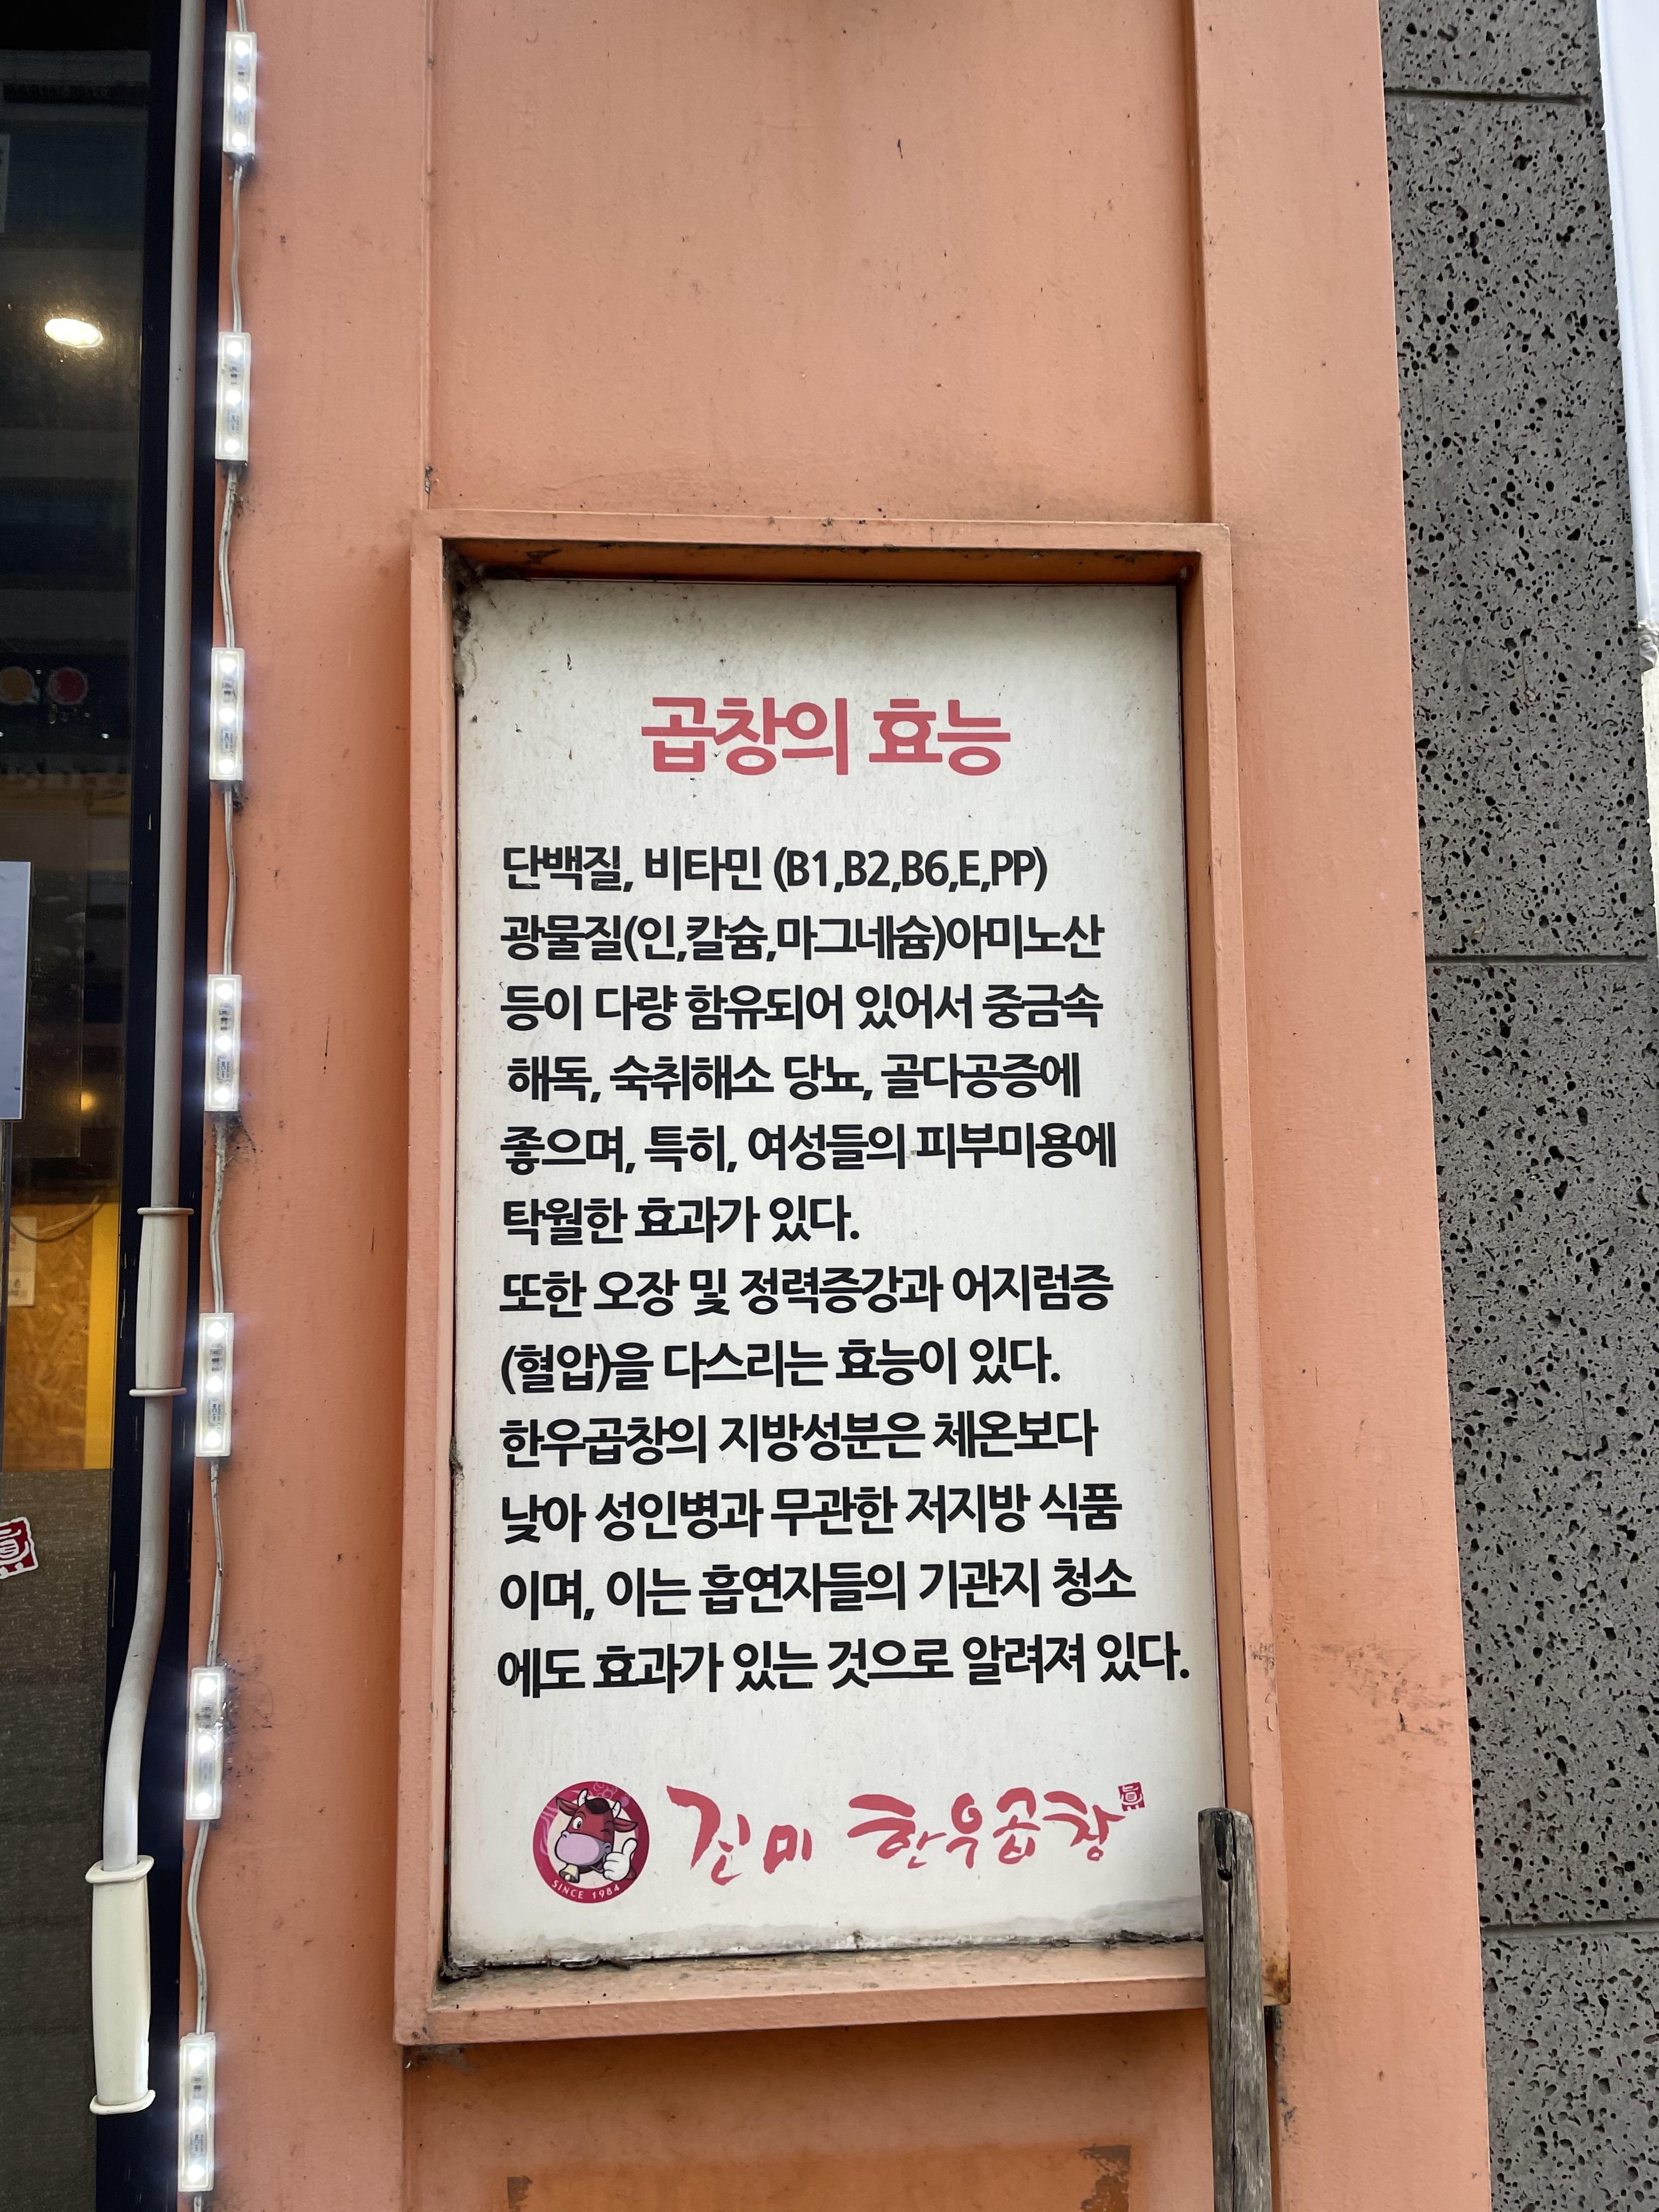 곱창의 효능
단백질, 비타민 (B1,B2,B6,E,PP)
광물질(인,칼슘,마그네슘)아미노산
등이 다량 함유되어 있어서 중금속
해독, 숙취해소 당뇨, 골다공증에
좋으며, 특히, 여성들의 피부미용에
탁월한 효과가 있다.
또한 오장 및 정력증강과 어지럼증
(혈압)을 다스리는 효능이 있다.
한우곱창의 지방성분은 체온보다
낮아 성인병과 무관한 저지방 식품
이며, 이는 흡연자들의 기관지 청소
에도 효과가 있는 것으로 알려져 있다.
진미 한우곱창 眞
SINCE 1984